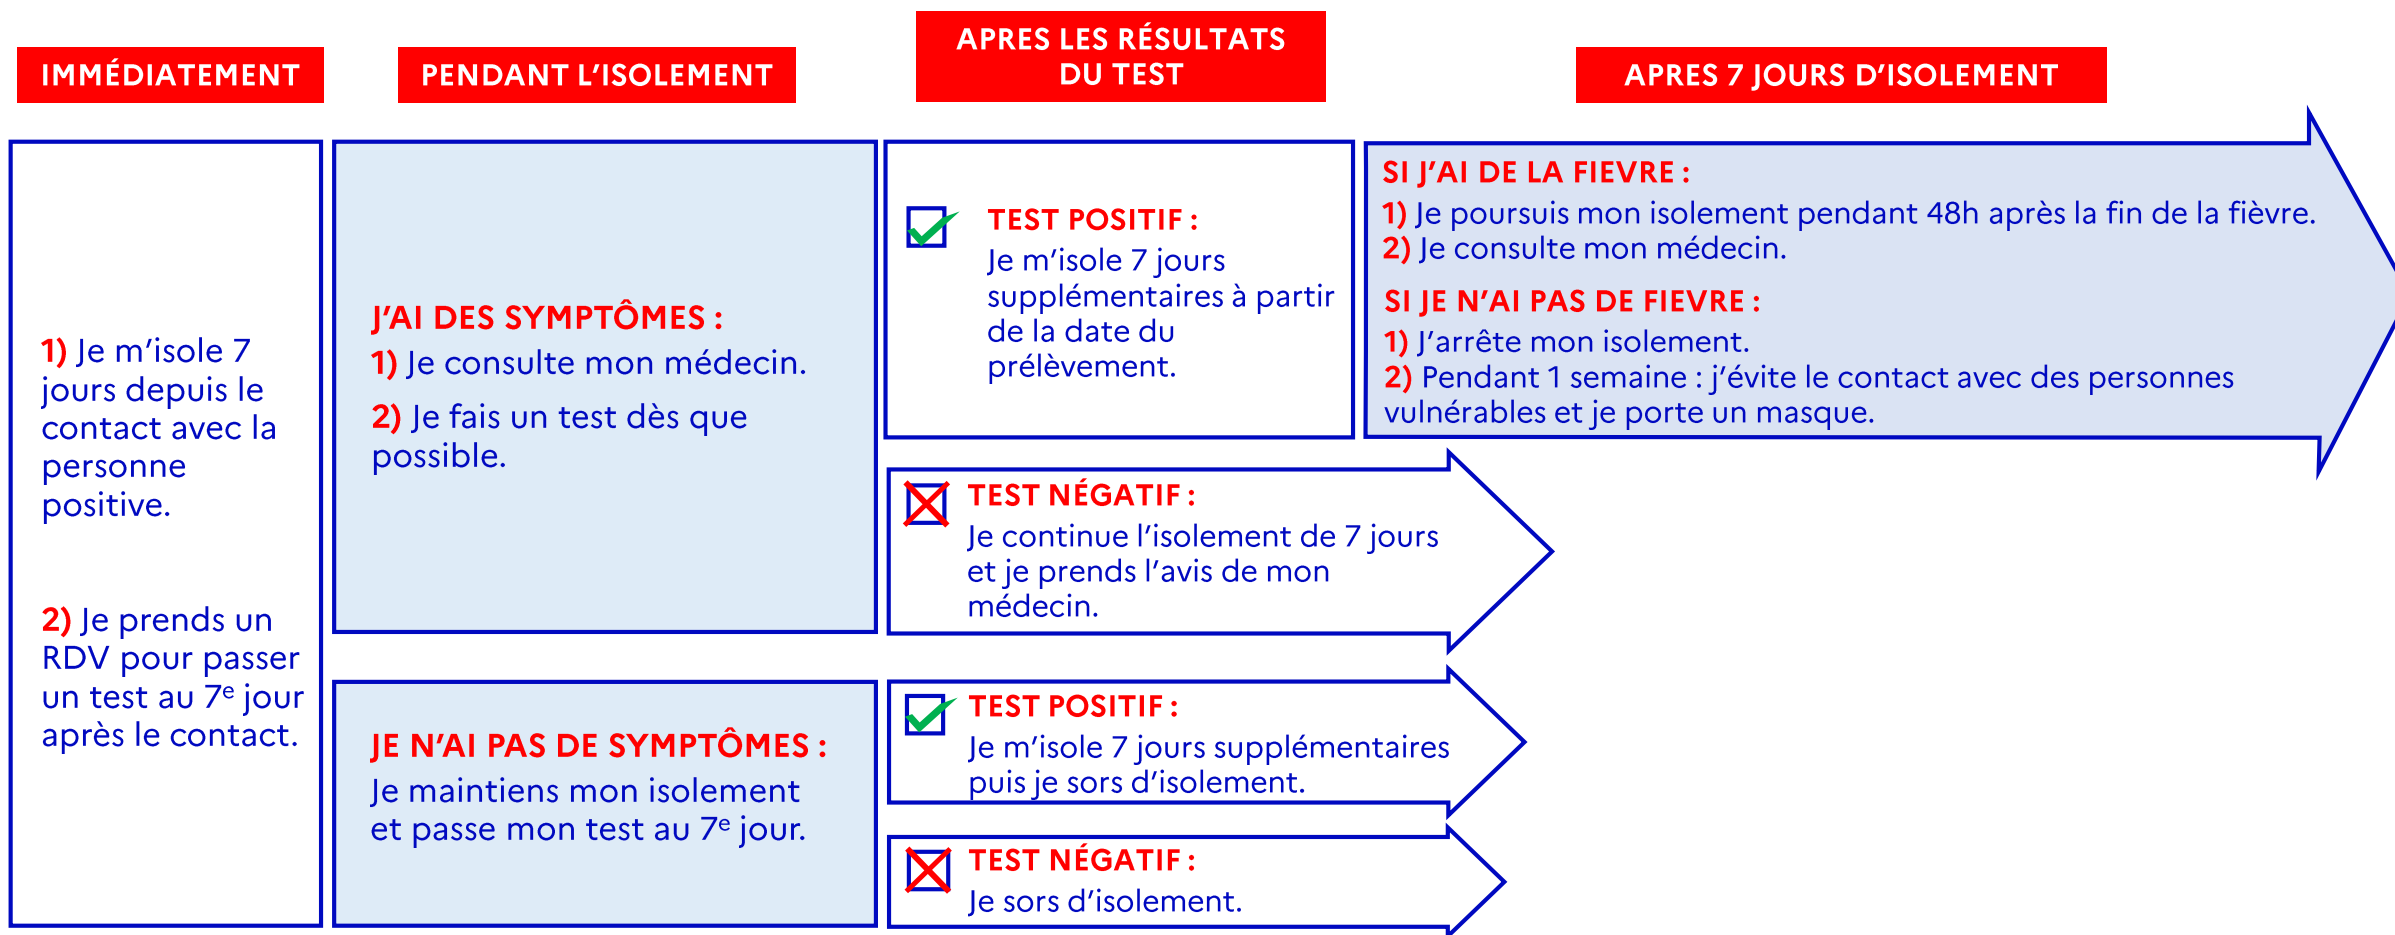 IMMÉDIATEMENT
PENDANT L’ISOLEMENT
APRES LES RÉSULTATS
DU TEST
APRES 7 JOURS D’ISOLEMENT
1) Je m’isole 7
jours depuis le
contact avec la
personne
positive.
2) Je prends un
RDV pour passer
un test au 7e jour
après le contact.
J’AI DES SYMPTÔMES :
1) Je consulte mon médecin.
2) Je fais un test dès que
possible.
TEST POSITIF :
Je m’isole 7 jours
supplémentaires à partir
de la date du
prélèvement.
SI J’AI DE LA FIEVRE :
1) Je poursuis mon isolement pendant 48h après la fin de la fièvre.
2) Je consulte mon médecin.
SI JE N’AI PAS DE FIEVRE :
1) J’arrête mon isolement.
2) Pendant 1 semaine : j’évite le contact avec des personnes
vulnérables et je porte un masque.
TEST NÉGATIF :
Je continue l’isolement de 7 jours
et je prends l’avis de mon
médecin.
JE N’AI PAS DE SYMPTÔMES :
Je maintiens mon isolement
et passe mon test au 7e jour.
TEST POSITIF :
Je m’isole 7 jours supplémentaires
puis je sors d’isolement.
TEST NÉGATIF :
Je sors d’isolement.